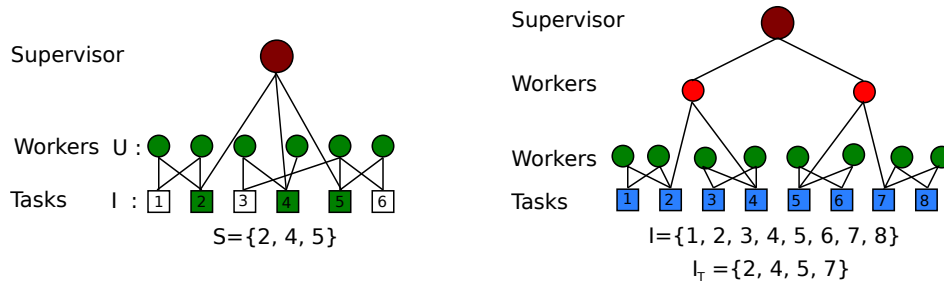 Supervisor
Workers U :
Tasks I :
1 2 3 4 5 6
S={2, 4, 5}
Supervisor
Workers
Workers
Tasks
1 2 3 4 5 6 7 8
I={1, 2, 3, 4, 5, 6, 7, 8}
I_T ={2, 4, 5, 7}